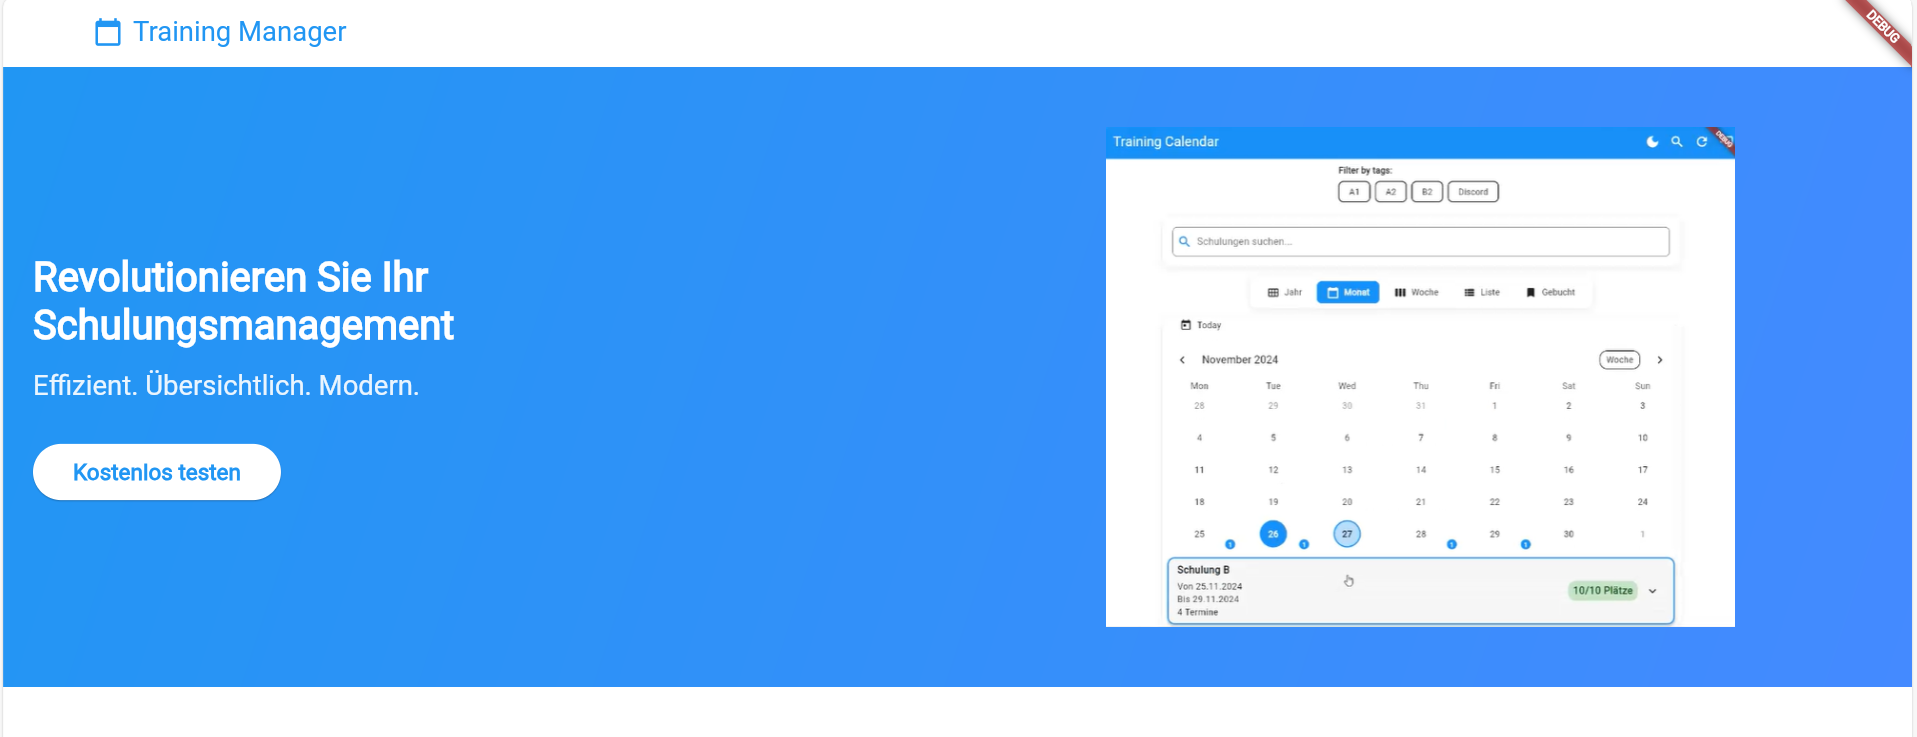 Training Manager
DEBUG
Revolutionieren Sie Ihr
Schulungsmanagement
Effizient. Übersichtlich. Modern.
Kostenlos testen
Training Calendar
DEBUG
Filter by tags:
A1 A2 B2 Discord
Schulungen suchen...
Jahr Monat Woche Liste Gebucht
Today
November 2024 Woche
Mon Tue Wed Thu Fri Sat Sun
28 29 30 31 1 2 3
4 5 6 7 8 9 10
11 12 13 14 15 16 17
18 19 20 21 22 23 24
25 26 27 28 29 30 1
1 1 1 1
Schulung B
Von 25.11.2024
Bis 29.11.2024
4 Termine
10/10 Plätze